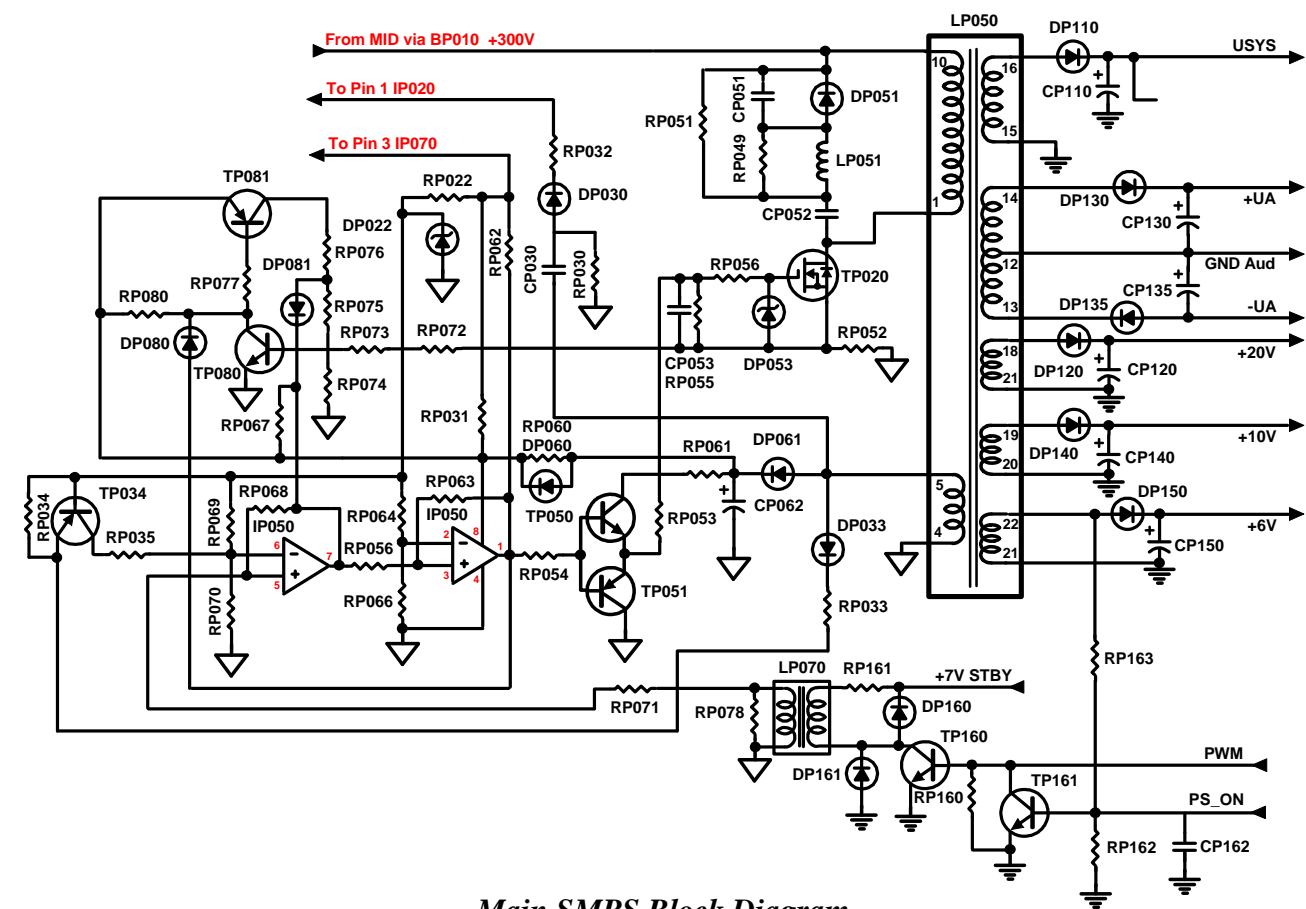 LP050
DP110
From MID via BP010 +300V
USYS
10
16
CP110
+
To Pin 1 IP020
CP051
DP051
RP051
To Pin 3 IP070
RP049
LP051
15
RP032
TP081
RP022
DP030
14
DP130
+UA
DP022
CP052
1
+
CP130
RP076
RP062
CP030
RP030
RP056
12
GND Aud
DP081
RP077
TP020
+
CP135
RP080
RP075
DP135
-UA
13
DP080
RP073
RP072
RP052
+20V
18
TP080
CP053
RP055
DP053
DP120
+
CP120
RP074
21
RP031
RP067
RP060
DP060
RP061
DP061
19
+10V
DP140
+
CP140
20
TP034
RP068
RP063
TP050
+
CP062
5
DP150
RP034
RP069
IP050
RP064
IP050
RP053
22
+6V
RP035
DP033
+
CP150
6
−
7
RP056
2
−
8
1
4
21
+
5
3
+
4
RP054
TP051
RP070
RP066
RP033
RP163
LP070
RP161
+7V STBY
RP071
RP078
DP160
TP160
PWM
DP161
RP160
TP161
PS_ON
RP162
CP162
Main SMPS Block Diagram